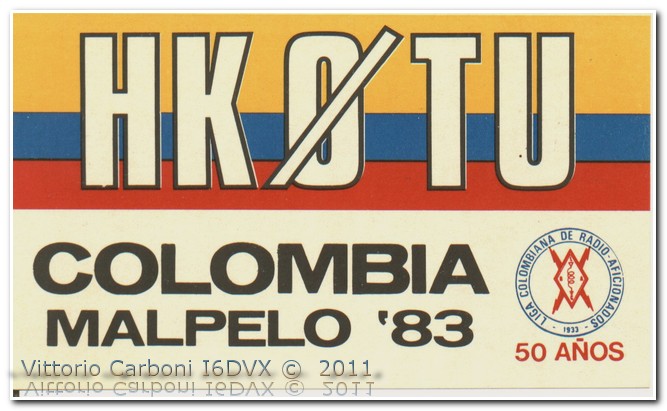 HKØTU
COLOMBIA
MALPELO '83
LIGA COLOMBIANA DE RADIO-AFICIONADOS
- 1933 -
50 AÑOS
Vittorio Carboni I6DVX © 2011.